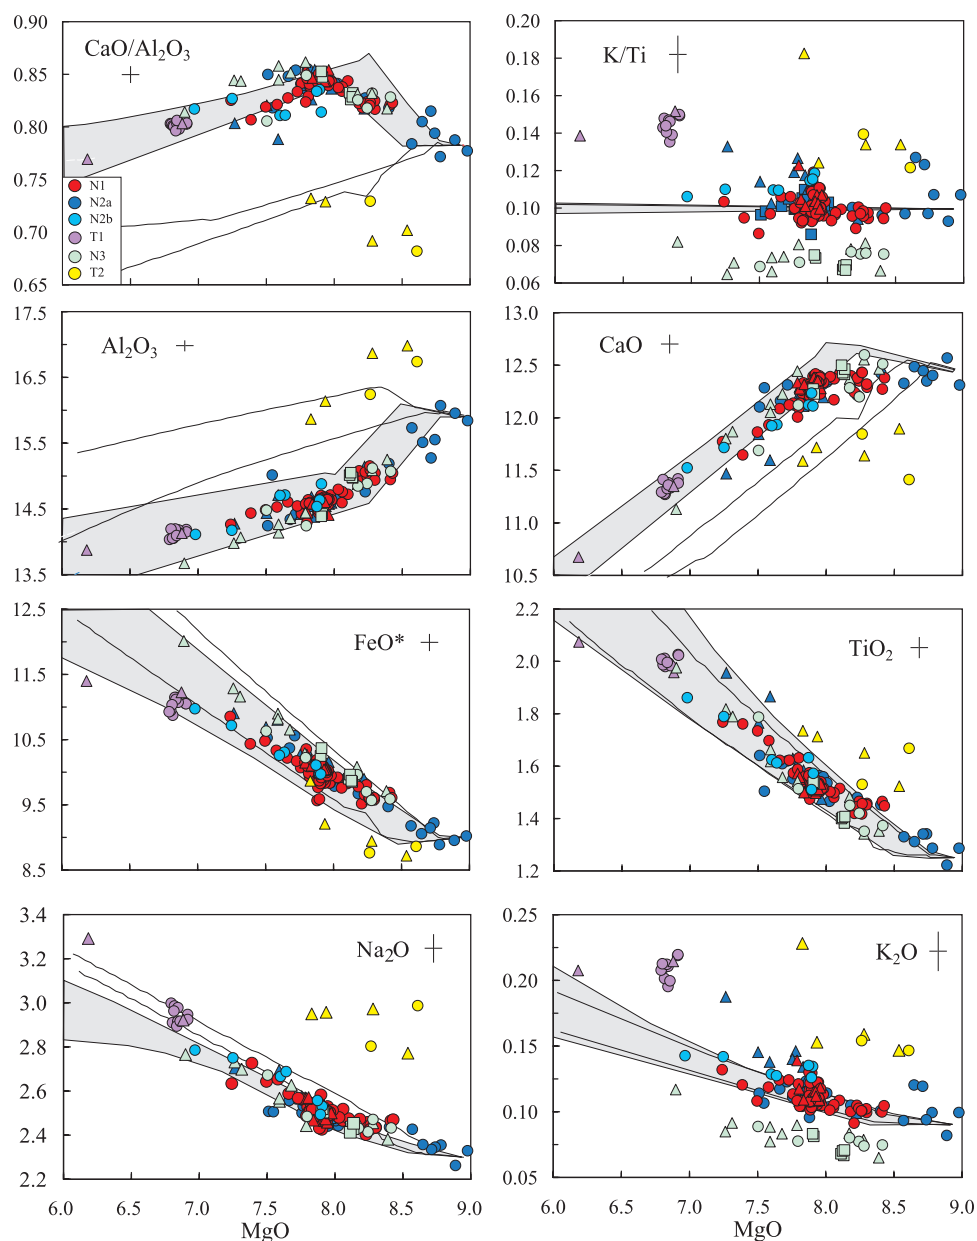 0.90
0.85
0.80
0.75
0.70
0.65
CaO/Al₂O₃
N1
N2a
N2b
T1
N3
T2
0.20
0.18
0.16
0.14
0.12
0.10
0.08
0.06
K/Ti
17.5
16.5
15.5
14.5
13.5
Al₂O₃
13.0
12.5
12.0
11.5
11.0
10.5
CaO
12.5
11.5
10.5
9.5
8.5
FeO*
2.2
2.0
1.8
1.6
1.4
1.2
TiO₂
3.4
3.2
3.0
2.8
2.6
2.4
2.2
Na₂O
6.0 6.5 7.0 7.5 8.0 8.5 9.0
MgO
0.25
0.20
0.15
0.10
0.05
K₂O
6.0 6.5 7.0 7.5 8.0 8.5 9.0
MgO